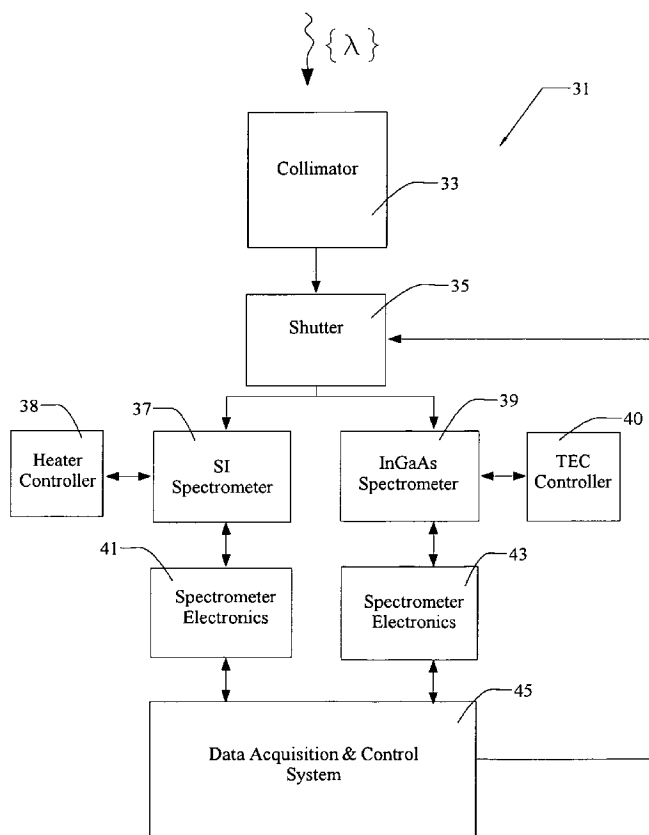 {λ}
31
Collimator
33
35
Shutter
38
37
39
40
Heater
Controller
SI
Spectrometer
InGaAs
Spectrometer
TEC
Controller
41
43
Spectrometer
Electronics
Spectrometer
Electronics
45
Data Acquisition & Control
System